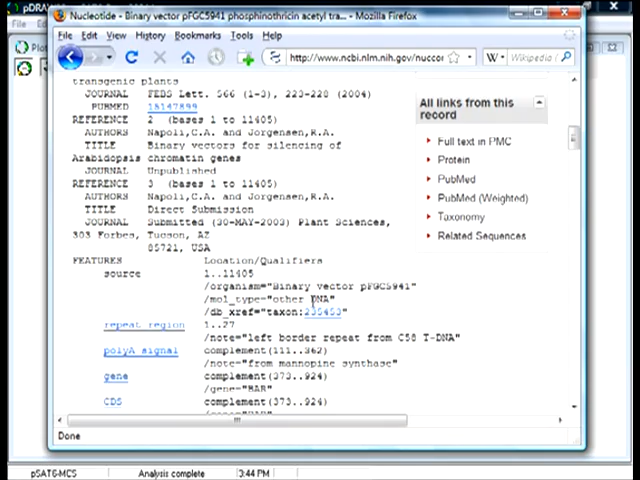 Nucleotide - Binary vector pFGC5941 phosphinothricin acetyl tra... - Mozilla Firefox
File Edit View History Bookmarks Tools Help
http://www.ncbi.nlm.nih.gov/nuccor
Wikipedia
transgenic plants
JOURNAL FEBS Lett. 566 (1-3), 223-228 (2004)
PUBMED 15147899
REFERENCE 2 (bases 1 to 11405)
AUTHORS Napoli,C.A. and Jorgensen,R.A.
TITLE Binary vectors for silencing of
Arabidopsis chromatin genes
JOURNAL Unpublished
REFERENCE 3 (bases 1 to 11405)
AUTHORS Napoli,C.A. and Jorgensen,R.A.
TITLE Direct Submission
JOURNAL Submitted (30-MAY-2003) Plant Sciences,
303 Forbes, Tucson, AZ
85721, USA
FEATURES Location/Qualifiers
source 1..11405
/organism="Binary vector pFGC5941"
/mol_type="other DNA"
/db_xref="taxon:235453"
repeat region 1..27
/note="left border repeat from C58 T-DNA"
polyA signal complement(111..362)
/note="from mannopine synthase"
gene complement(373..924)
/gene="BAR"
CDS complement(373..924)
All links from this
record
Full text in PMC
Protein
PubMed
PubMed (Weighted)
Taxonomy
Related Sequences
Done
pSAT6-MCS Analysis complete 3:44 PM